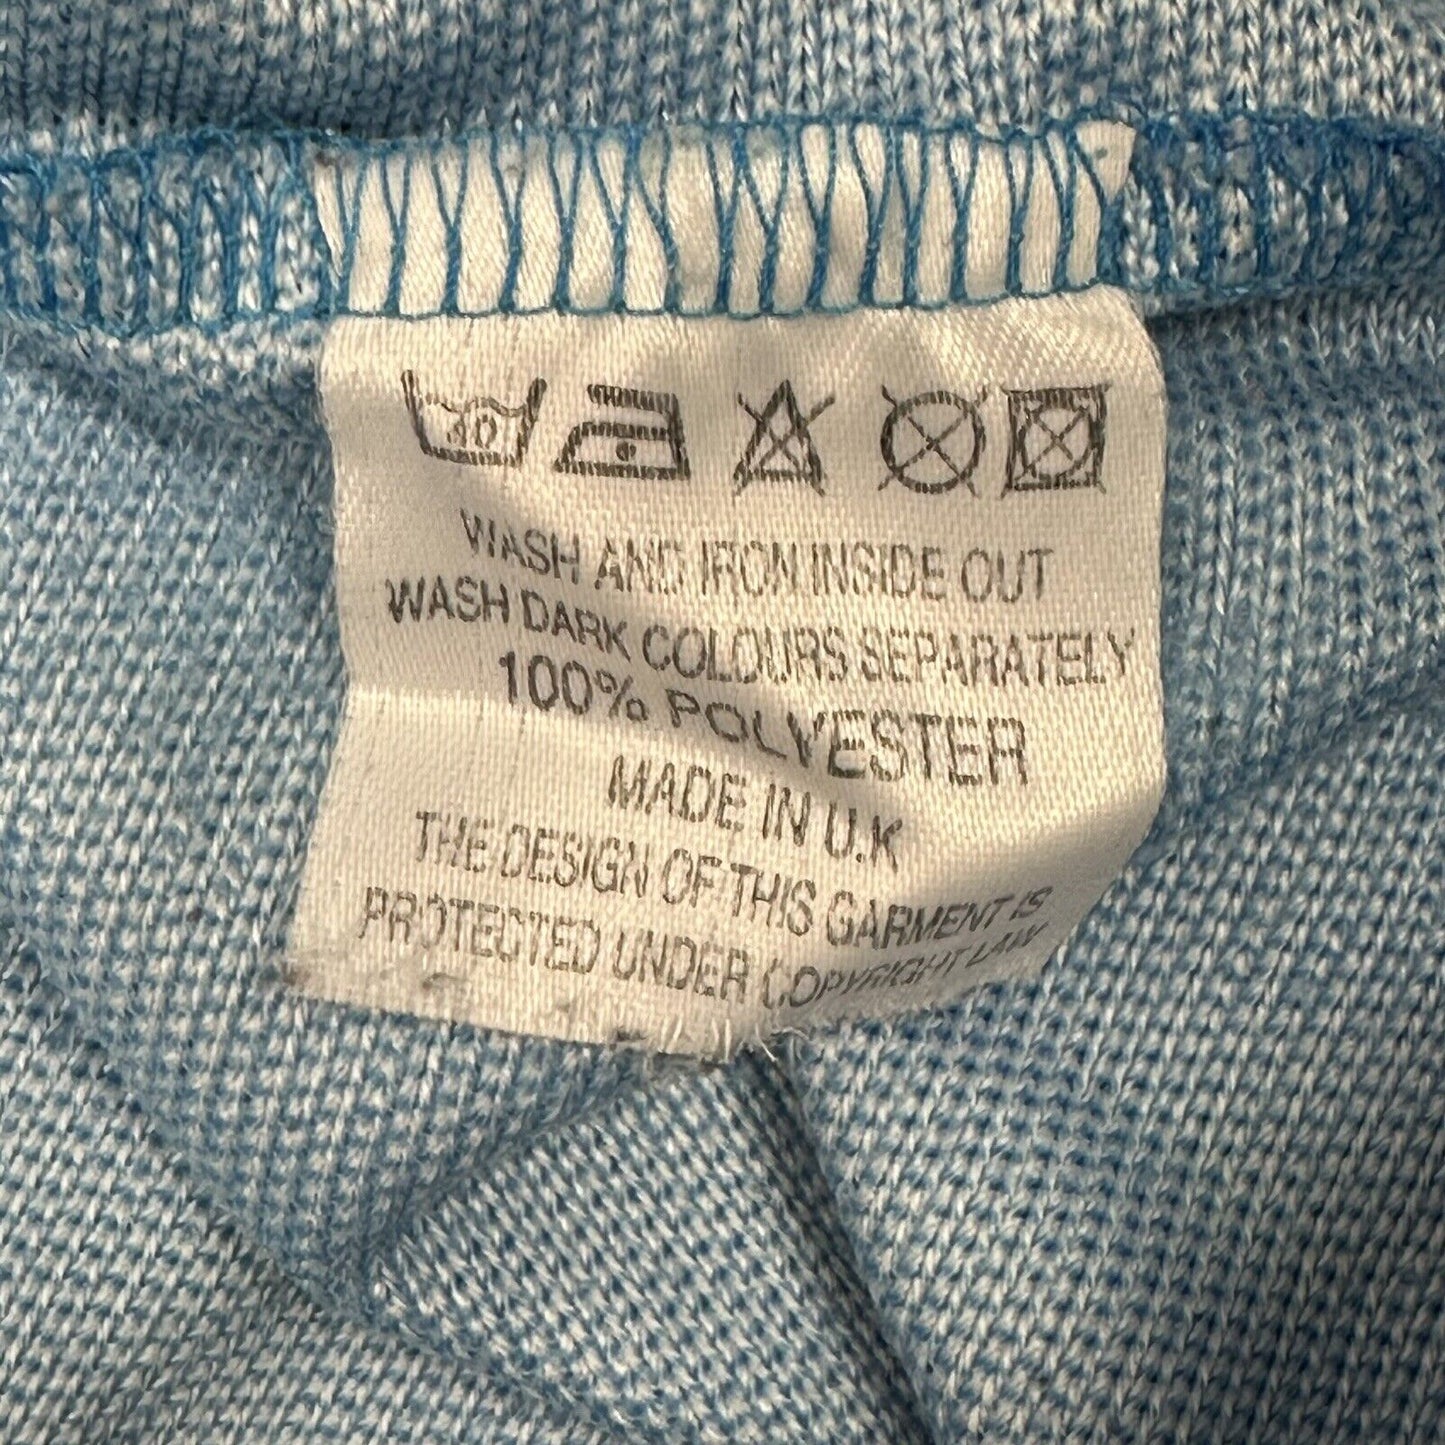 40
WASH AND IRON INSIDE OUT
WASH DARK COLOURS SEPARATELY
100% POLYESTER
MADE IN U.K
THE DESIGN OF THIS GARMENT IS
PROTECTED UNDER COPYRIGHT LAW